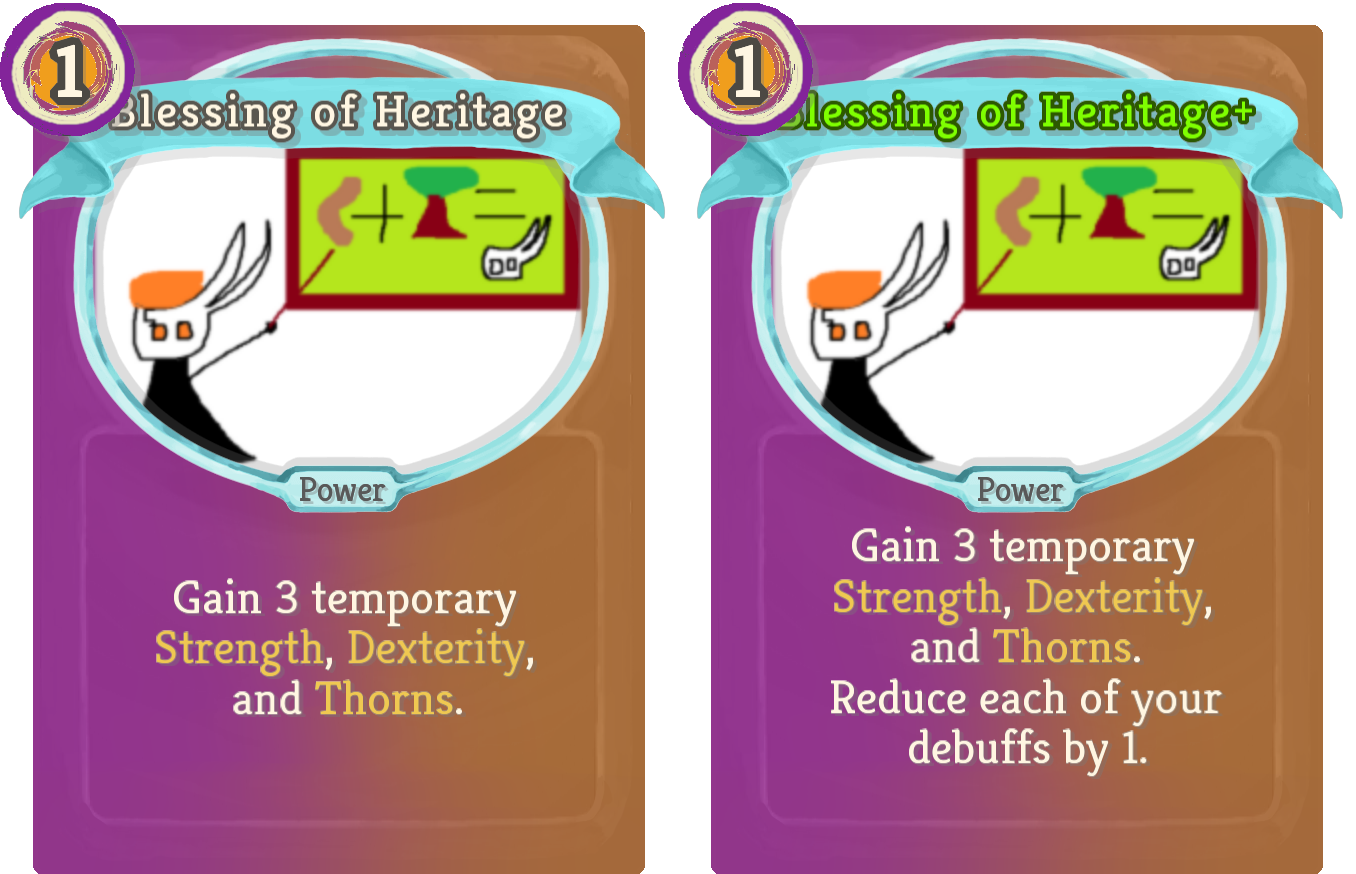 1
Blessing of Heritage
Power
Gain 3 temporary
Strength, Dexterity,
and Thorns.
1
Blessing of Heritage+
Power
Gain 3 temporary
Strength, Dexterity,
and Thorns.
Reduce each of your
debuffs by 1.